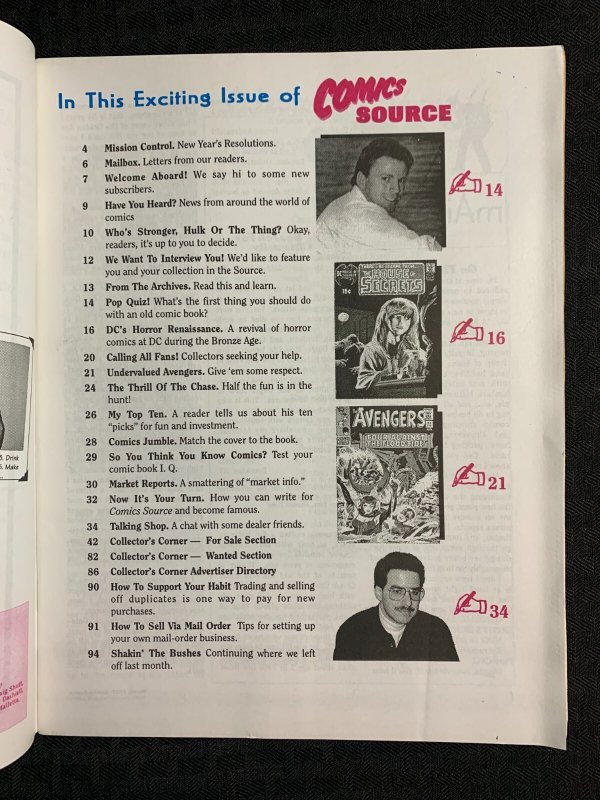 In This Exciting Issue of COMICS SOURCE
4 Mission Control. New Year's Resolutions.
6 Mailbox. Letters from our readers.
7 Welcome Aboard! We say hi to some new
subscribers.
9 Have You Heard? News from around the world of
comics
10 Who's Stronger, Hulk Or The Thing? Okay,
readers, it's up to you to decide.
12 We Want To Interview You! We'd like to feature
you and your collection in the Source.
13 From The Archives. Read this and learn.
14 Pop Quiz! What's the first thing you should do
with an old comic book?
16 DC's Horror Renaissance. A revival of horror
comics at DC during the Bronze Age.
20 Calling All Fans! Collectors seeking your help.
21 Undervalued Avengers. Give 'em some respect.
24 The Thrill Of The Chase. Half the fun is in the
hunt!
26 My Top Ten. A reader tells us about his ten
"picks" for fun and investment.
28 Comics Jumble. Match the cover to the book.
29 So You Think You Know Comics? Test your
comic book I. Q.
30 Market Reports. A smattering of "market info."
32 Now It's Your Turn. How you can write for
Comics Source and become famous.
34 Talking Shop. A chat with some dealer friends.
42 Collector's Corner — For Sale Section
82 Collector's Corner — Wanted Section
86 Collector's Corner Advertiser Directory
90 How To Support Your Habit Trading and selling
off duplicates is one way to pay for new
purchases.
91 How To Sell Via Mail Order Tips for setting up
your own mail-order business.
94 Shakin' The Bushes Continuing where we left
off last month.
14
THE HOUSE OF
SECRETS
15¢
16
AVENGERS
FOUR AGAINST
THE FLOODTIDE!
21
34
5. Drink
6. Make